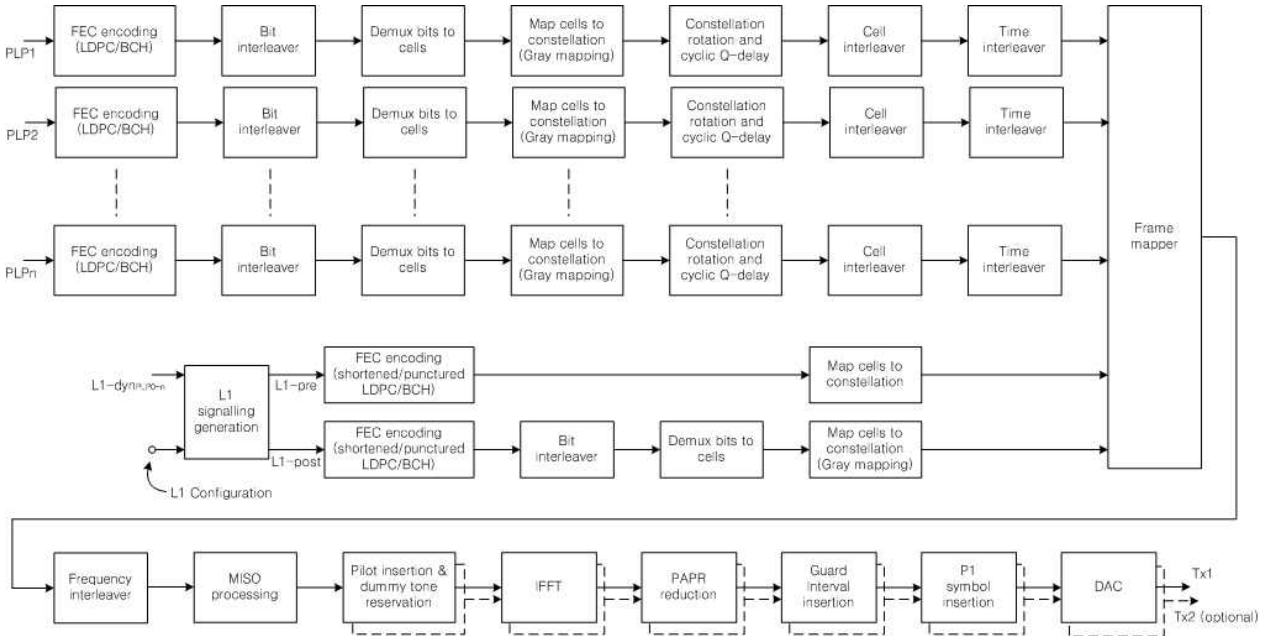 PLP1
FEC encoding
(LDPC/BCH)
Bit
interleaver
Demux bits to
cells
Map cells to
constellation
(Gray mapping)
Constellation
rotation and
cyclic Q-delay
Cell
interleaver
Time
interleaver
PLP2
FEC encoding
(LDPC/BCH)
Bit
interleaver
Demux bits to
cells
Map cells to
constellation
(Gray mapping)
Constellation
rotation and
cyclic Q-delay
Cell
interleaver
Time
interleaver
PLPn
FEC encoding
(LDPC/BCH)
Bit
interleaver
Demux bits to
cells
Map cells to
constellation
(Gray mapping)
Constellation
rotation and
cyclic Q-delay
Cell
interleaver
Time
interleaver
Frame
mapper
L1-dynPLP0-n
L1
signalling
generation
L1 Configuration
L1-pre
FEC encoding
(shortened/punctured
LDPC/BCH)
Map cells to
constellation
L1-post
FEC encoding
(shortened/punctured
LDPC/BCH)
Bit
interleaver
Demux bits to
cells
Map cells to
constellation
(Gray mapping)
Frequency
interleaver
MISO
processing
Pilot insertion &
dummy tone
reservation
IFFT
PAPR
reduction
Guard
Interval
insertion
P1
symbol
insertion
DAC
Tx1
Tx2 (optional)